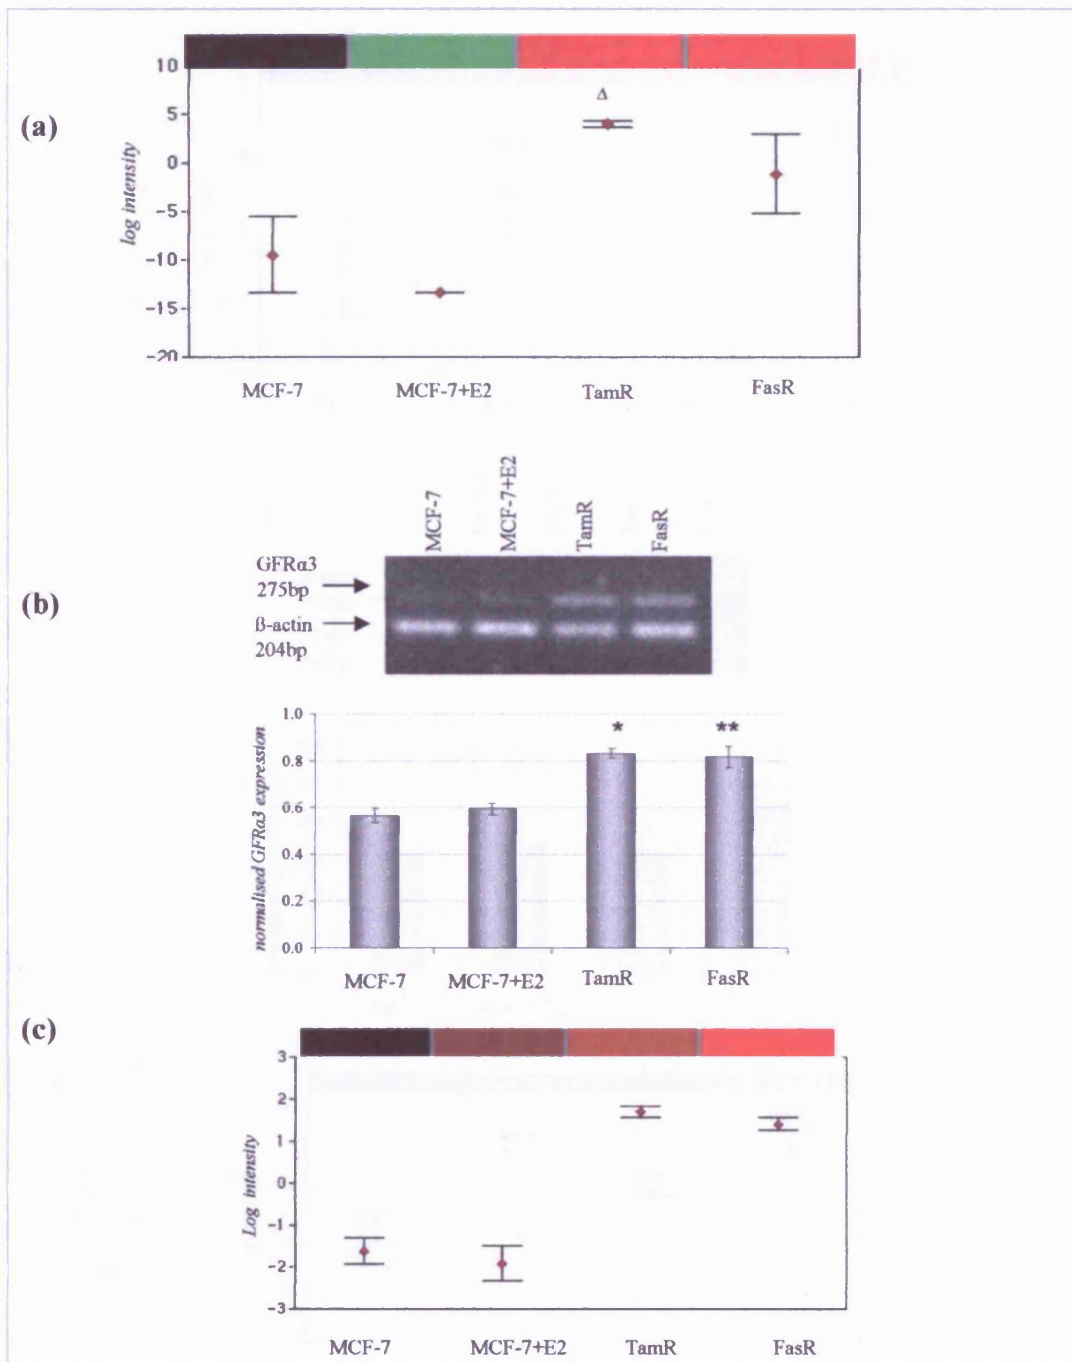 (a)
log intensity
10
5
0
−5
−10
−15
−20
Δ
MCF-7 MCF-7+E2 TamR FasR
(b)
MCF-7 MCF-7+E2 TamR FasR
GFRα3
275bp
ß-actin
204bp
normalised GFRα3 expression
1.0
0.8
0.6
0.4
0.2
0.0
* **
MCF-7 MCF-7+E2 TamR FasR
(c)
Log intensity
3
2
1
0
−1
−2
−3
MCF-7 MCF-7+E2 TamR FasR